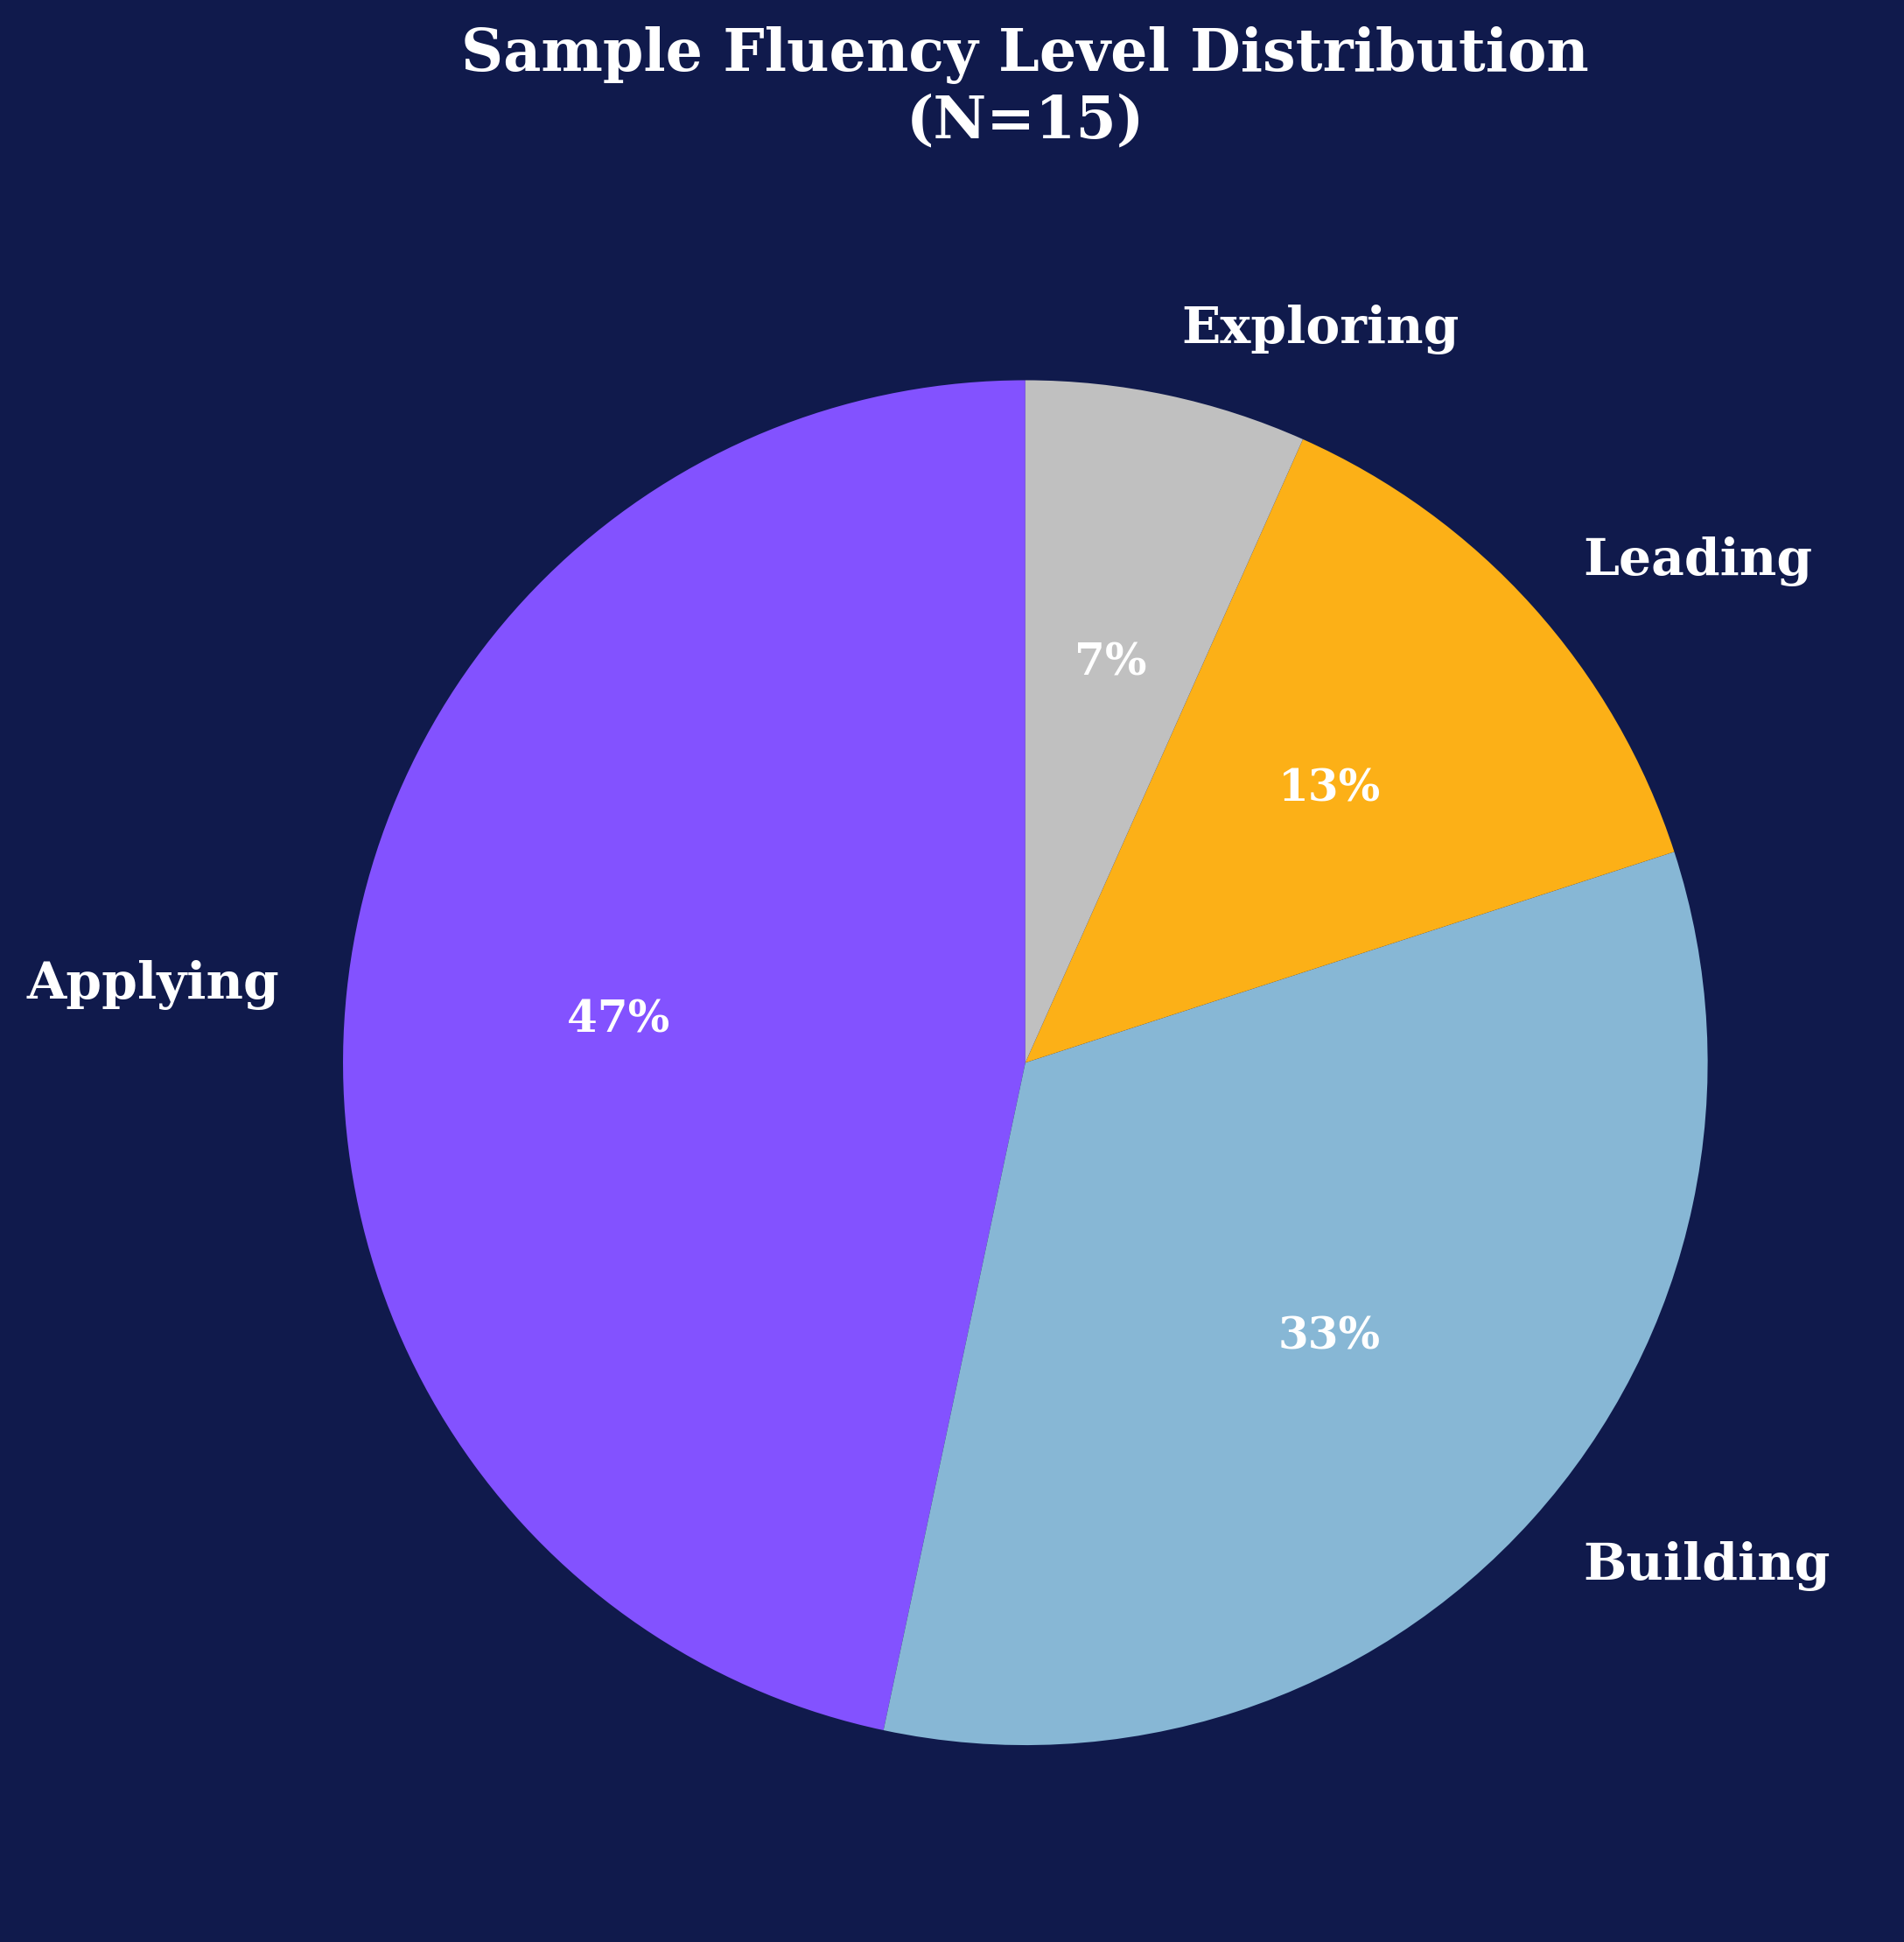 Sample Fluency Level Distribution
(N=15)
Exploring
Leading
7%
13%
Applying
47%
33%
Building